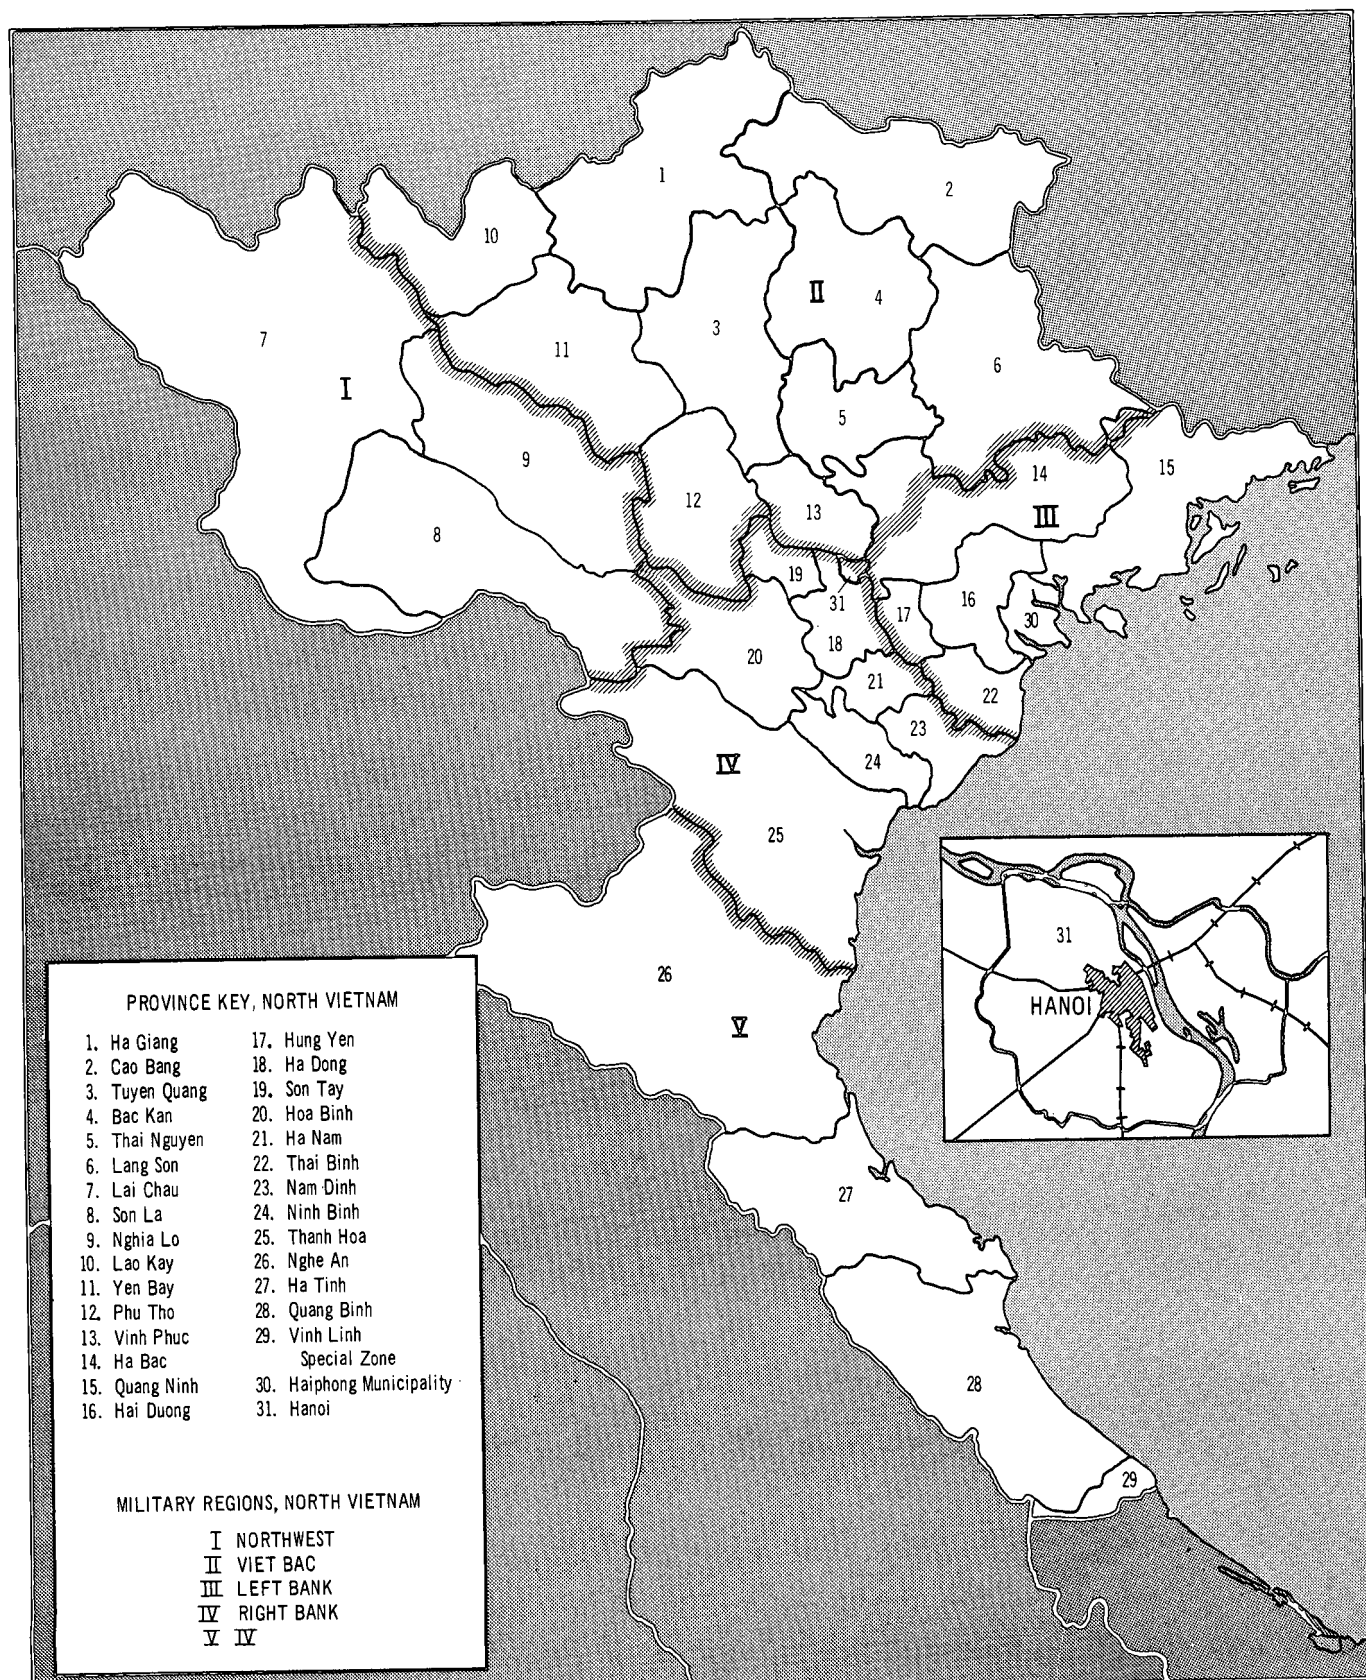 1
2
10
II
4
7
3
11
6
I
5
9
14
15
12
13
III
8
19
16
31
17
30
18
20
21
22
23
IV
24
25
31
26
HANOI
V
27
28
29
PROVINCE KEY, NORTH VIETNAM
1. Ha Giang
2. Cao Bang
3. Tuyen Quang
4. Bac Kan
5. Thai Nguyen
6. Lang Son
7. Lai Chau
8. Son La
9. Nghia Lo
10. Lao Kay
11. Yen Bay
12. Phu Tho
13. Vinh Phuc
14. Ha Bac
15. Quang Ninh
16. Hai Duong
17. Hung Yen
18. Ha Dong
19. Son Tay
20. Hoa Binh
21. Ha Nam
22. Thai Binh
23. Nam Dinh
24. Ninh Binh
25. Thanh Hoa
26. Nghe An
27. Ha Tinh
28. Quang Binh
29. Vinh Linh
Special Zone
30. Haiphong Municipality
31. Hanoi
MILITARY REGIONS, NORTH VIETNAM
I NORTHWEST
II VIET BAC
III LEFT BANK
IV RIGHT BANK
V IV